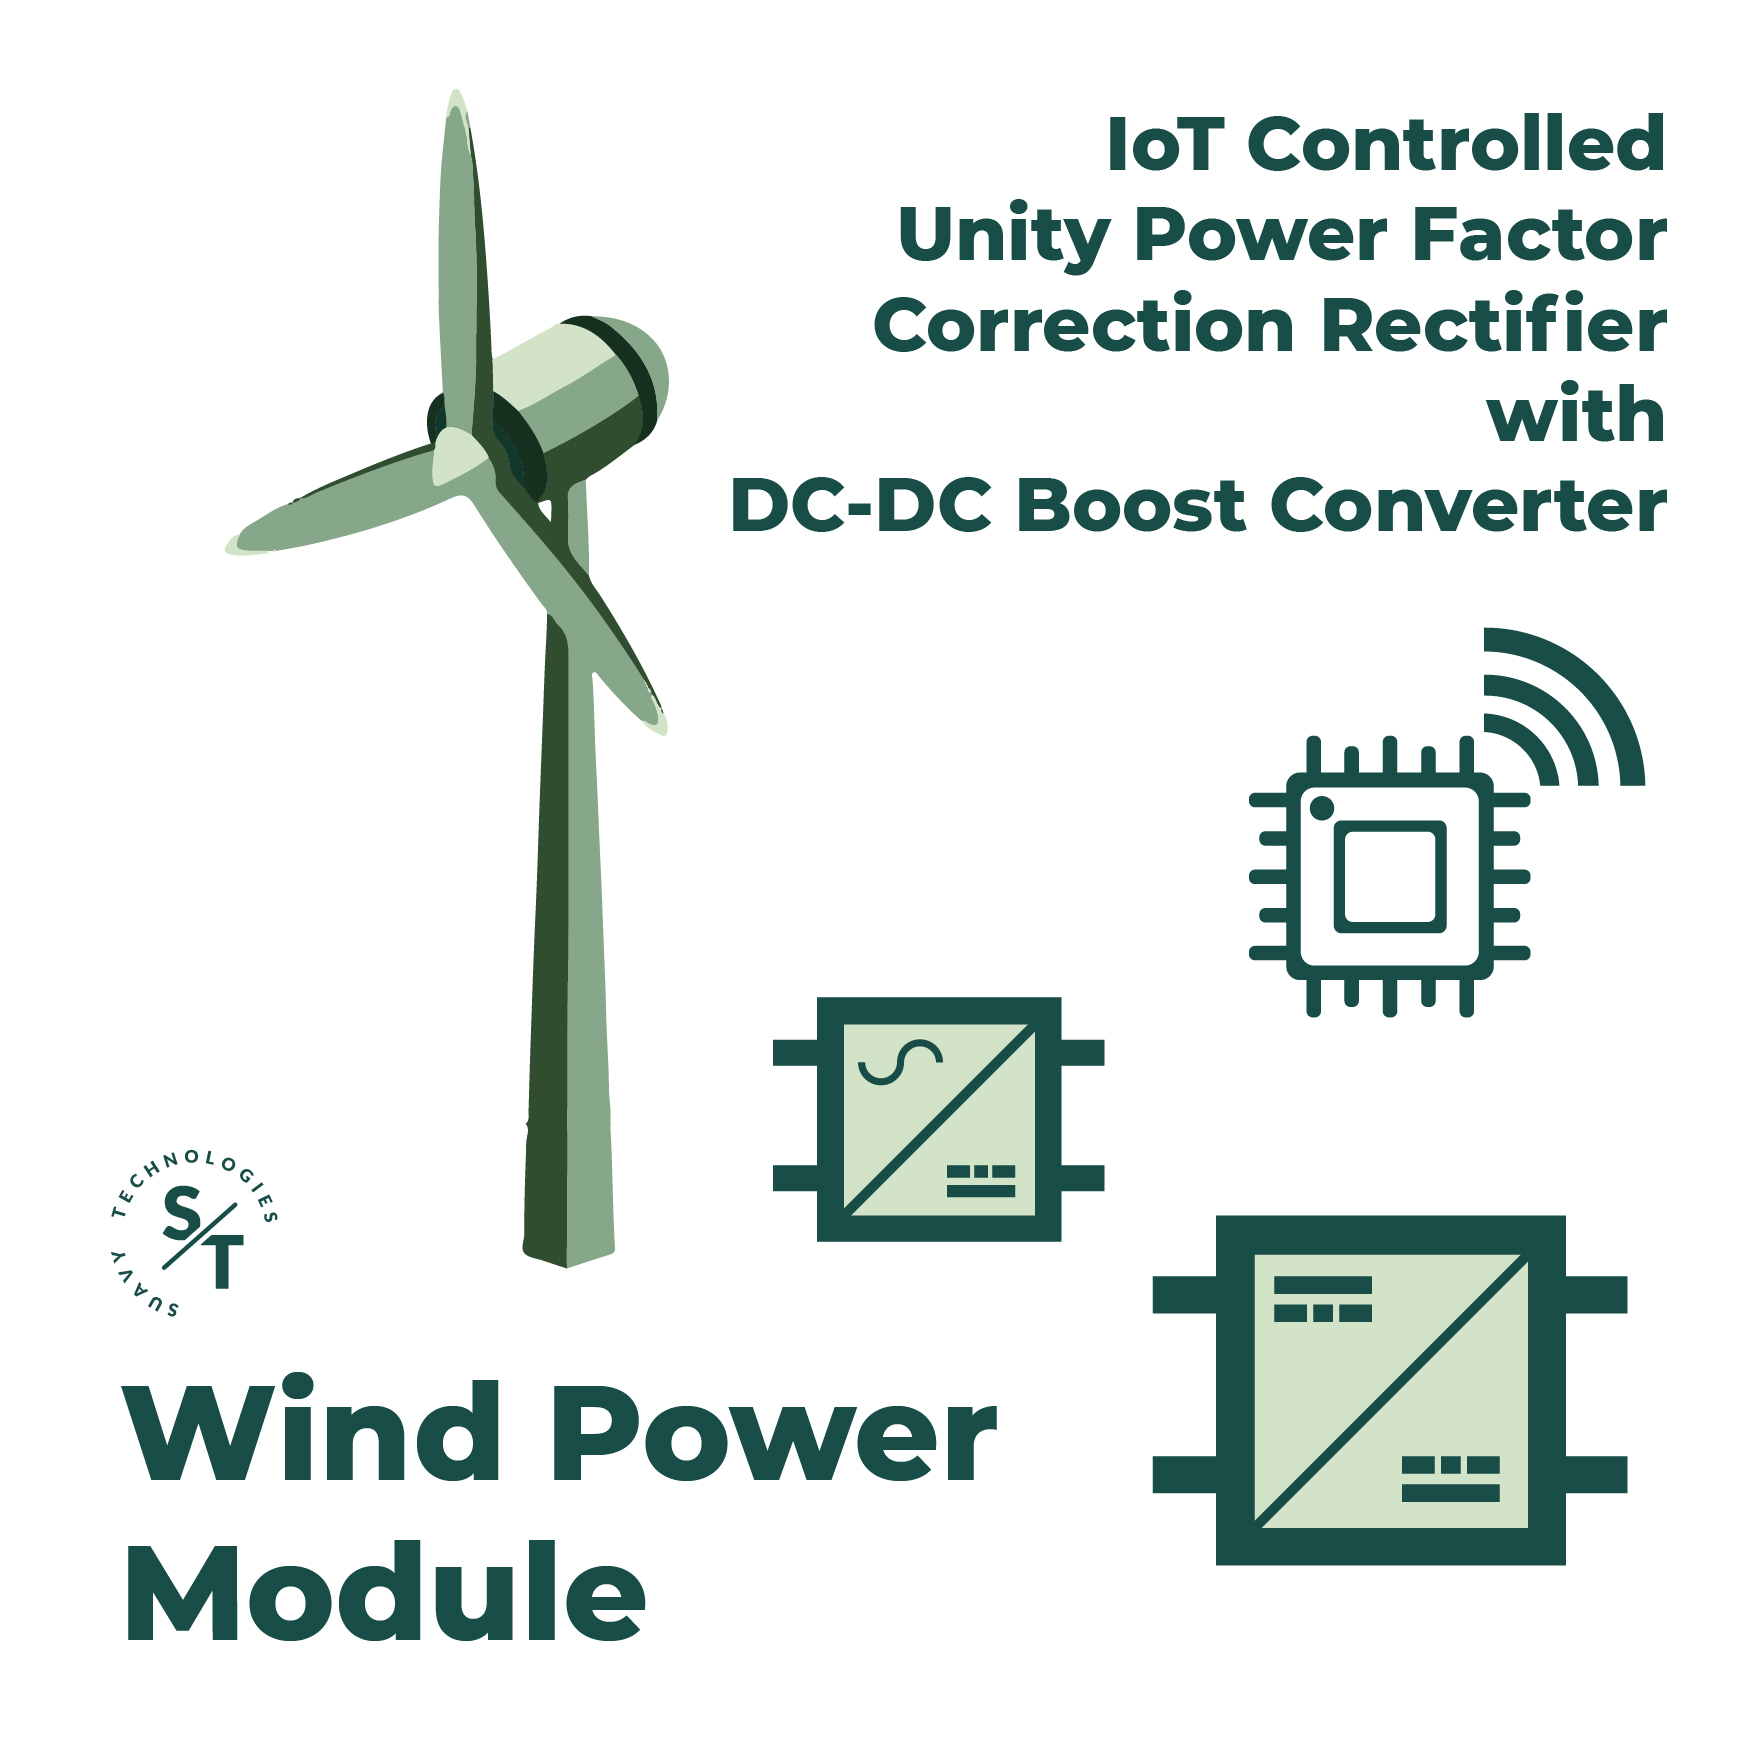 IoT Controlled
Unity Power Factor
Correction Rectifier
with
DC-DC Boost Converter
SUAVY TECHNOLOGIES
S/T
Wind Power
Module